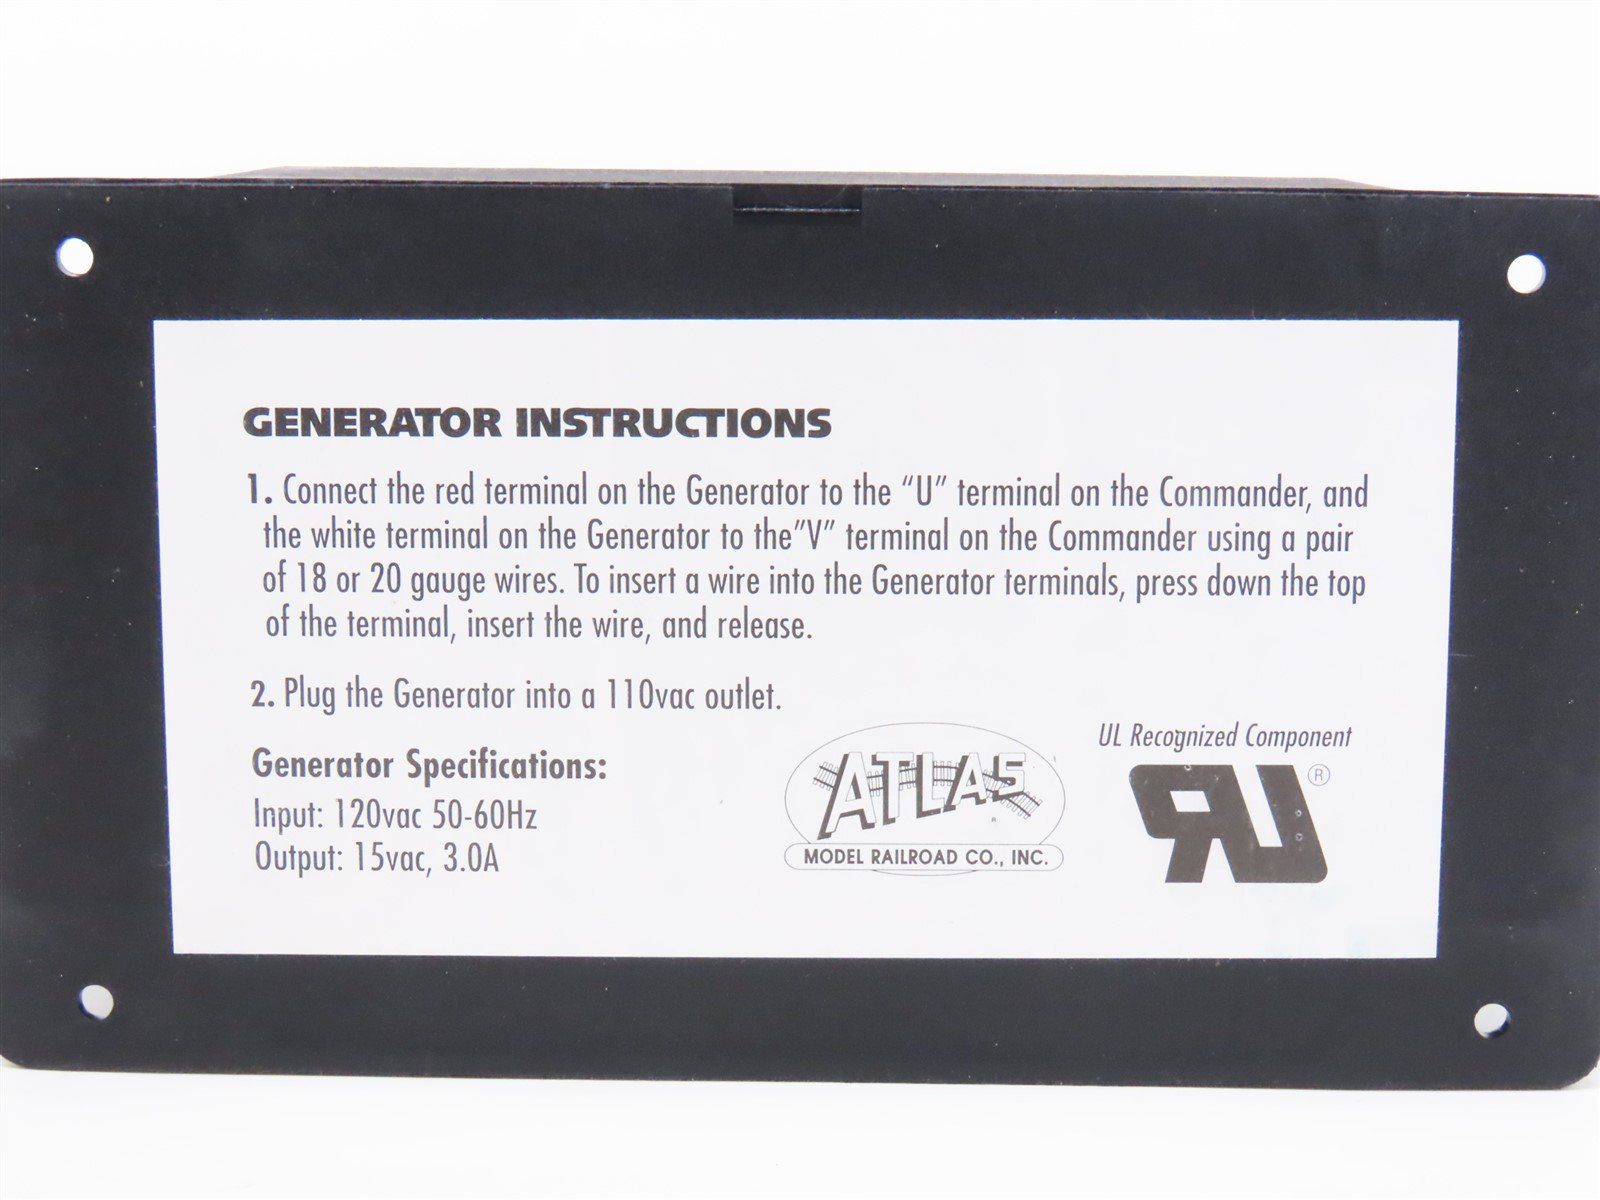 GENERATOR INSTRUCTIONS
1. Connect the red terminal on the Generator to the “U” terminal on the Commander, and
the white terminal on the Generator to the”V” terminal on the Commander using a pair
of 18 or 20 gauge wires. To insert a wire into the Generator terminals, press down the top
of the terminal, insert the wire, and release.
2. Plug the Generator into a 110vac outlet.
Generator Specifications:
Input: 120vac 50-60Hz
Output: 15vac, 3.0A
ATLAS
®
MODEL RAILROAD CO., INC.
UL Recognized Component
RU®